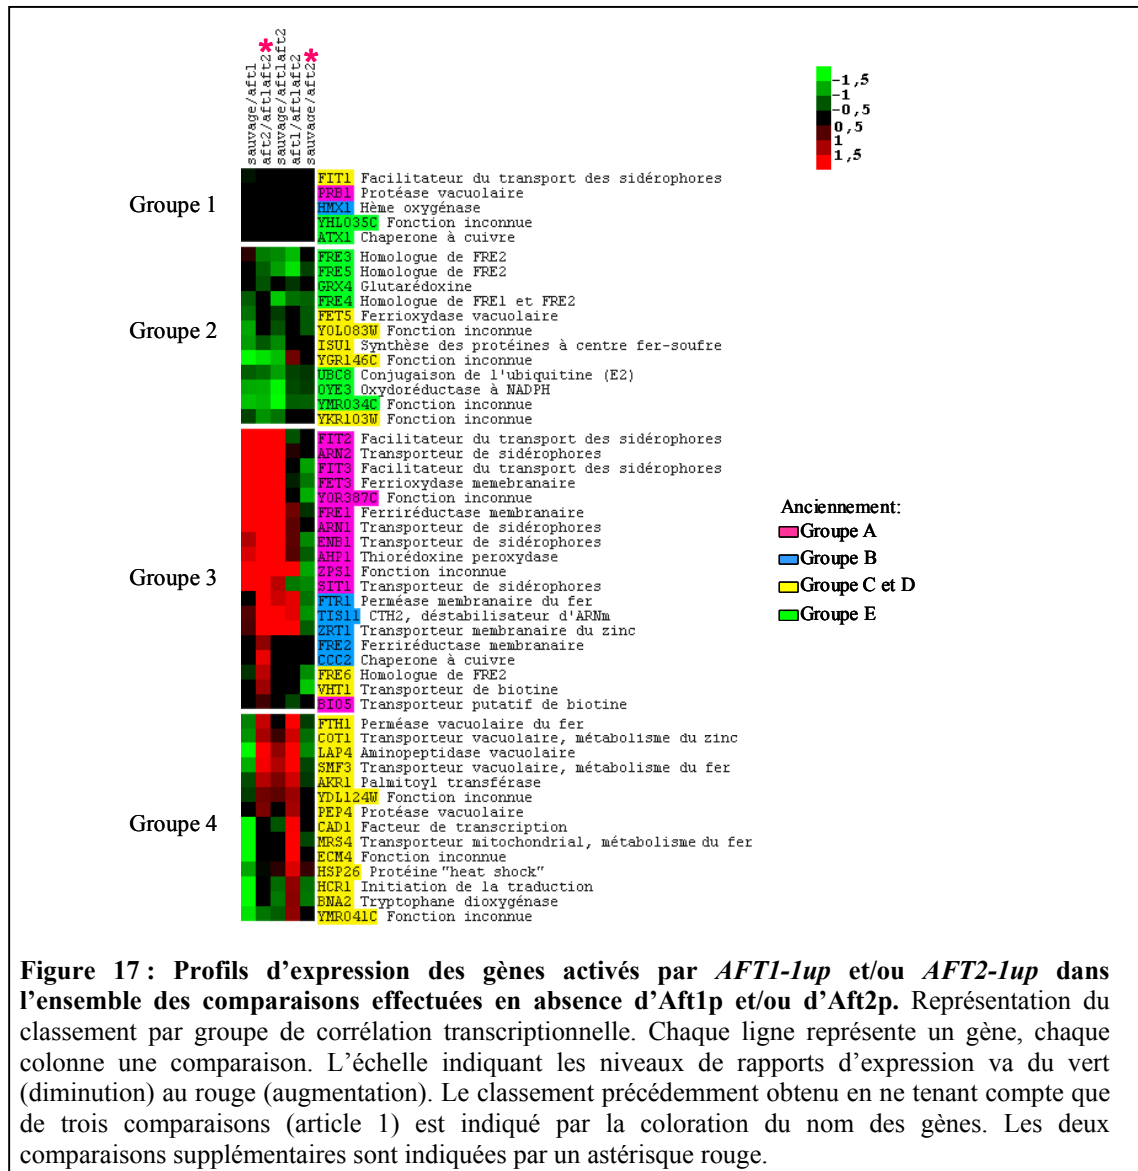 sauvage/aft1
aft2/aft1aft2 *
sauvage/aft1aft2
aft1/aft1aft2
sauvage/aft2 *
-1,5
-1
-0,5
0,5
1
1,5
Groupe 1
FIT1 Facilitateur du transport des sidérophores
PRB1 Protéase vacuolaire
HMX1 Hème oxygénase
YHL035C Fonction inconnue
ATX1 Chaperone à cuivre
Groupe 2
FRE3 Homologue de FRE2
FRE5 Homologue de FRE2
GRX4 Glutarédoxine
FRE4 Homologue de FRE1 et FRE2
FET5 Ferrioxydase vacuolaire
YOL083W Fonction inconnue
ISU1 Synthèse des protéines à centre fer-soufre
YGR146C Fonction inconnue
UBC8 Conjugaison de l'ubiquitine (E2)
OYE3 Oxydoréductase à NADPH
YMR034C Fonction inconnue
YKR103W Fonction inconnue
Groupe 3
FIT2 Facilitateur du transport des sidérophores
ARN2 Transporteur de sidérophores
FIT3 Facilitateur du transport des sidérophores
FET3 Ferrioxydase memebranaire
YOR387C Fonction inconnue
FRE1 Ferriréductase membranaire
ARN1 Transporteur de sidérophores
ENB1 Transporteur de sidérophores
AHP1 Thiorédoxine peroxydase
ZPS1 Fonction inconnue
SIT1 Transporteur de sidérophores
FTR1 Perméase membranaire du fer
TIS11 CTH2, déstabilisateur d'ARNm
ZRT1 Transporteur membranaire du zinc
FRE2 Ferriréductase membranaire
CCC2 Chaperone à cuivre
FRE6 Homologue de FRE2
VHT1 Transporteur de biotine
BIO5 Transporteur putatif de biotine
Groupe 4
FTH1 Perméase vacuolaire du fer
COT1 Transporteur vacuolaire, métabolisme du zinc
LAP4 Aminopeptidase vacuolaire
SMF3 Transporteur vacuolaire, métabolisme du fer
AKR1 Palmitoyl transférase
YDL124W Fonction inconnue
PEP4 Protéase vacuolaire
CAD1 Facteur de transcription
MRS4 Transporteur mitochondrial, métabolisme du fer
ECM4 Fonction inconnue
HSP26 Protéine "heat shock"
HCR1 Initiation de la traduction
BNA2 Tryptophane dioxygénase
YMR041C Fonction inconnue
Anciennement:
Groupe A
Groupe B
Groupe C et D
Groupe E
Figure 17 : Profils d'expression des gènes activés par AFT1-1up et/ou AFT2-1up dans
l'ensemble des comparaisons effectuées en absence d'Aft1p et/ou d'Aft2p. Représentation du
classement par groupe de corrélation transcriptionnelle. Chaque ligne représente un gène, chaque
colonne une comparaison. L'échelle indiquant les niveaux de rapports d'expression va du vert
(diminution) au rouge (augmentation). Le classement précédemment obtenu en ne tenant compte que
de trois comparaisons (article 1) est indiqué par la coloration du nom des gènes. Les deux
comparaisons supplémentaires sont indiquées par un astérisque rouge.